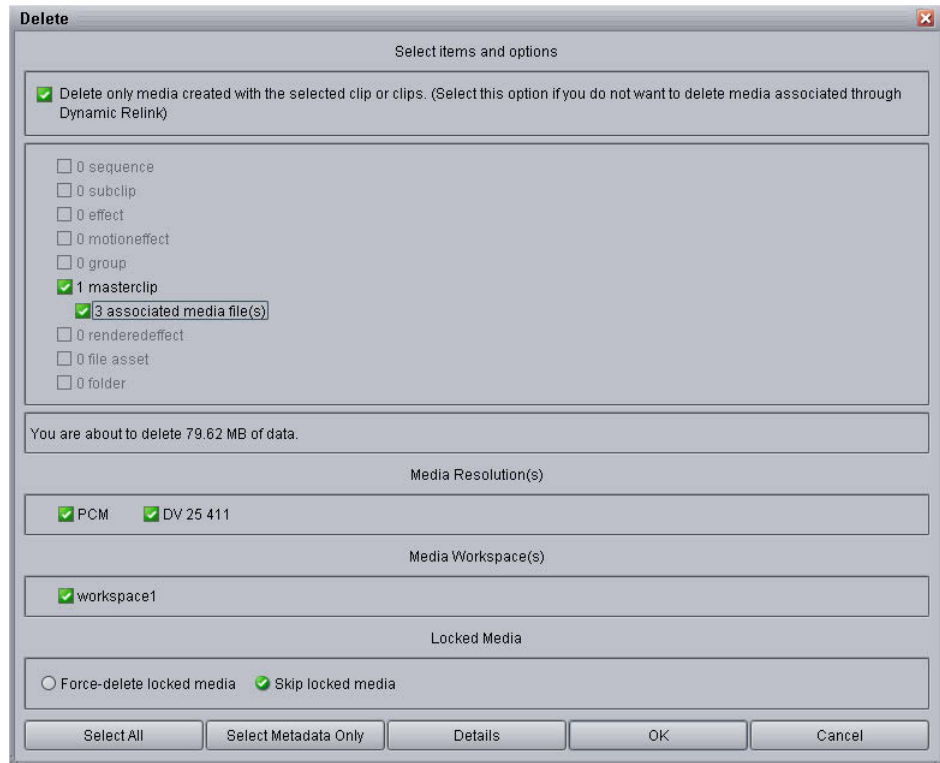 Delete
Select items and options
Delete only media created with the selected clip or clips. (Select this option if you do not want to delete media associated through
Dynamic Relink)
0 sequence
0 subclip
0 effect
0 motioneffect
0 group
1 masterclip
3 associated media file(s)
0 renderedeffect
0 file asset
0 folder
You are about to delete 79.62 MB of data.
Media Resolution(s)
PCM DV 25 411
Media Workspace(s)
workspace1
Locked Media
Force-delete locked media Skip locked media
Select All Select Metadata Only Details OK Cancel